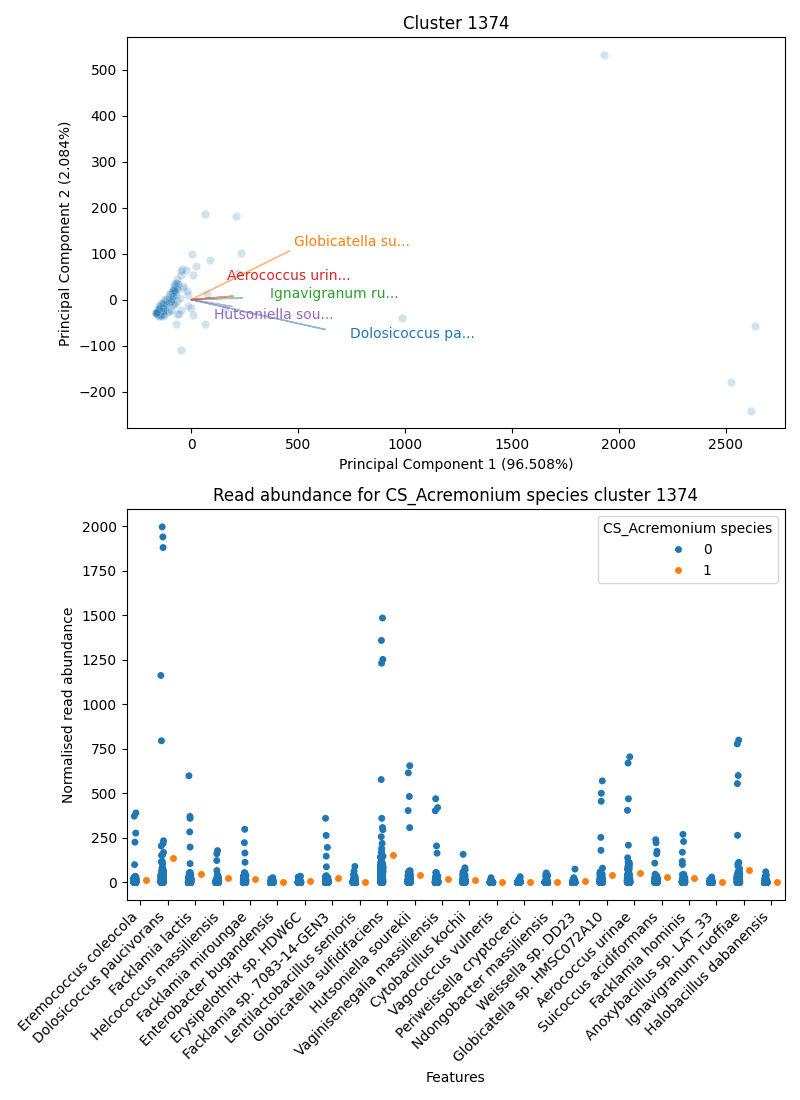 Cluster 1374
Principal Component 2 (2.084%)
500
400
300
200
100
0
−100
−200
Globicatella su...
Aerococcus urin...
Ignavigranum ru...
Hutsoniella sou...
Dolosicoccus pa...
0
500
1000
1500
2000
2500
Principal Component 1 (96.508%)
Read abundance for CS_Acremonium species cluster 1374
Normalised read abundance
2000
1750
1500
1250
1000
750
500
250
0
CS_Acremonium species
0
1
Eremococcus coleocola
Dolosicoccus paucivorans
Facklamia lactis
Helcococcus massiliensis
Facklamia miroungae
Enterobacter bugandensis
Erysipelothrix sp. HDW6C
Facklamia sp. 7083-14-GEN3
Lentilactobacillus senioris
Globicatella sulfidifaciens
Hutsoniella sourekii
Vaginisenegalia massiliensis
Cytobacillus kochii
Vagococcus vulneris
Periweissella cryptocerci
Ndongobacter massiliensis
Weissella sp. DD23
Globicatella sp. HMSC072A10
Aerococcus urinae
Suicoccus acidiformans
Facklamia hominis
Anoxybacillus sp. LAT_33
Ignavigranum ruoffiae
Halobacillus dabanensis
Features